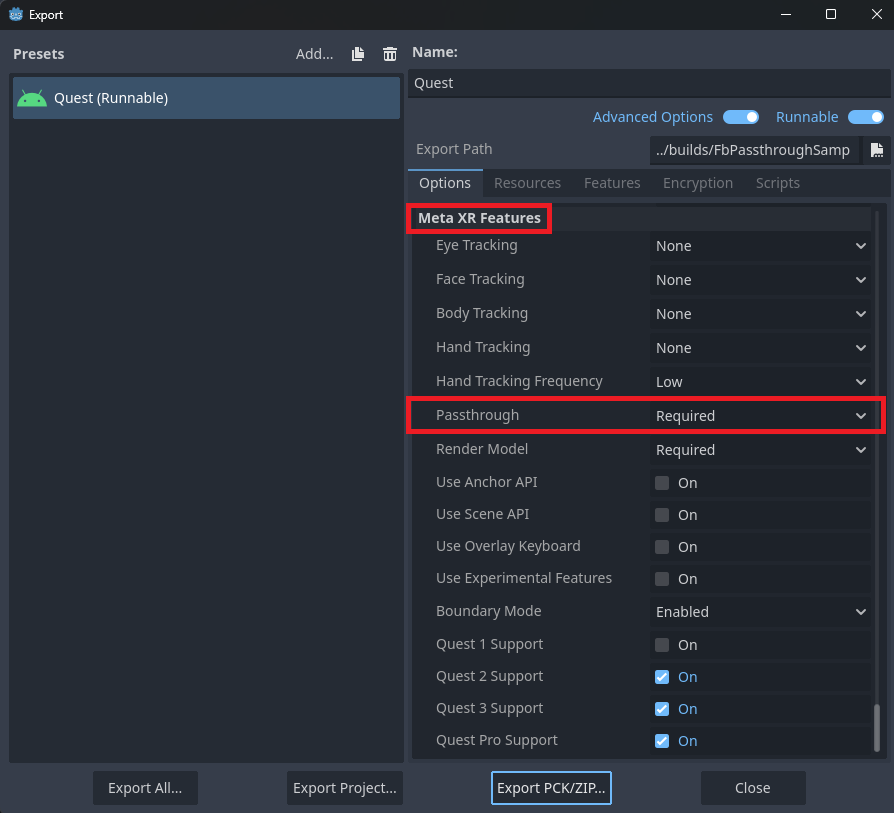 Export
Presets
Add...
Name:
Quest (Runnable)
Quest
Advanced Options
Runnable
Export Path
../builds/FbPassthroughSamp
Options Resources Features Encryption Scripts
Meta XR Features
Eye Tracking None
Face Tracking None
Body Tracking None
Hand Tracking None
Hand Tracking Frequency Low
Passthrough Required
Render Model Required
Use Anchor API On
Use Scene API On
Use Overlay Keyboard On
Use Experimental Features On
Boundary Mode Enabled
Quest 1 Support On
Quest 2 Support On
Quest 3 Support On
Quest Pro Support On
Export All... Export Project... Export PCK/ZIP... Close